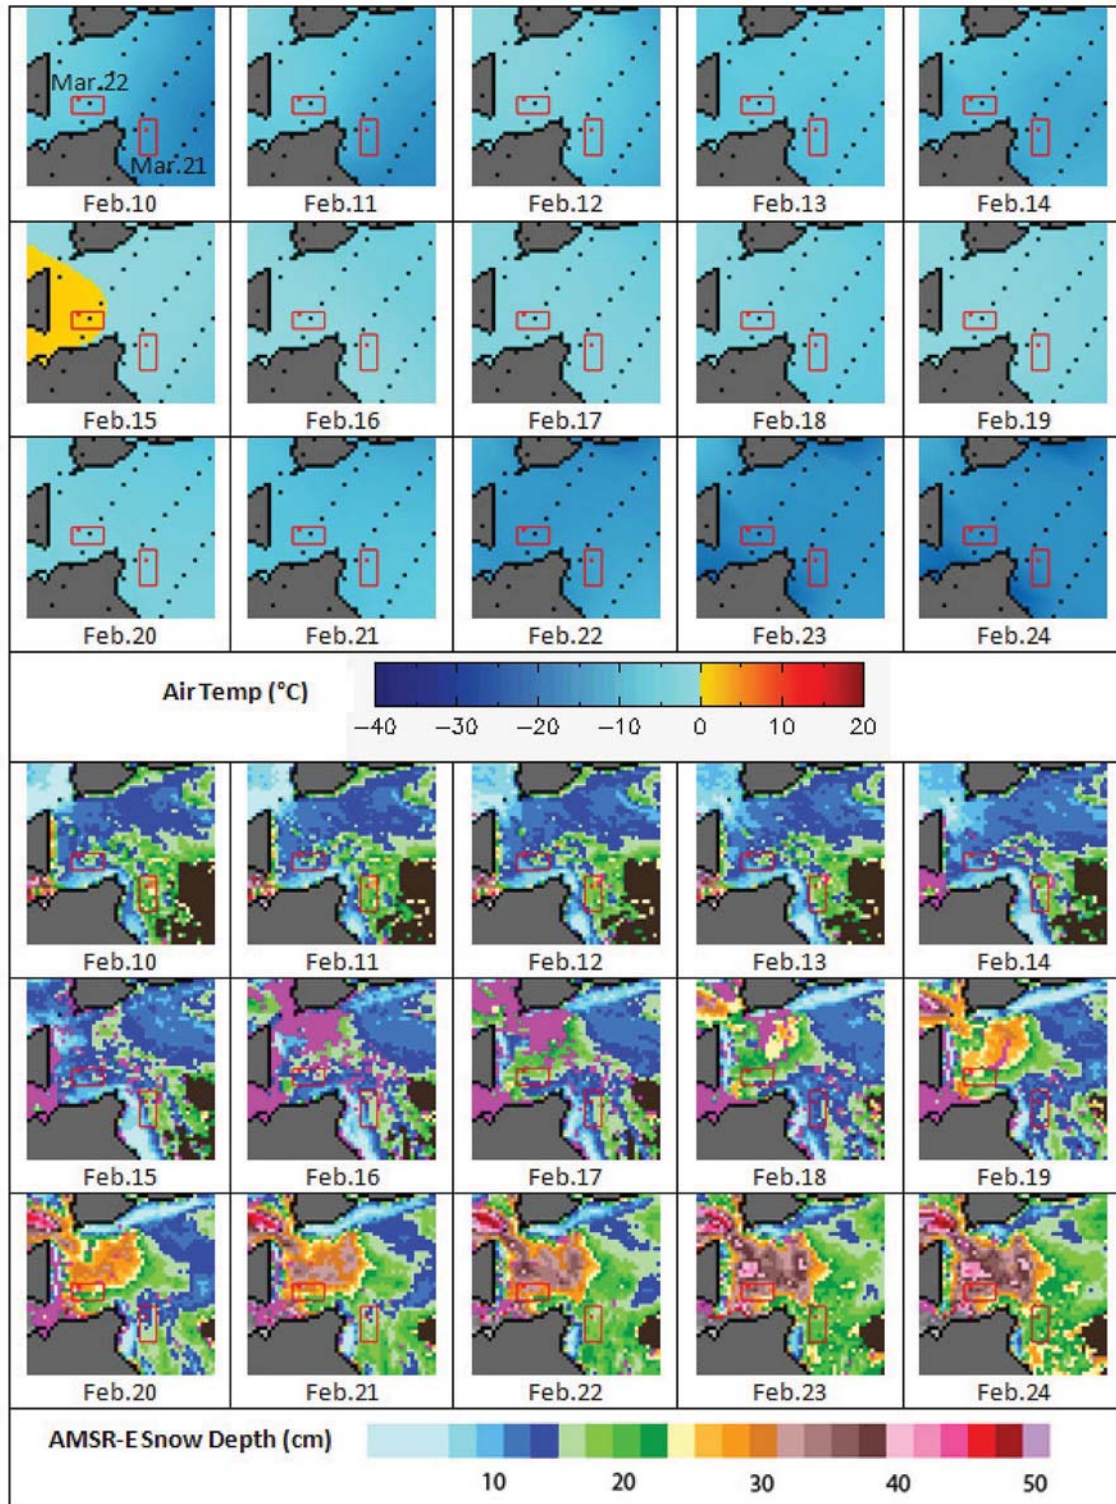 Mar.22
Mar.21
Feb.10 Feb.11 Feb.12 Feb.13 Feb.14
Feb.15 Feb.16 Feb.17 Feb.18 Feb.19
Feb.20 Feb.21 Feb.22 Feb.23 Feb.24
Air Temp (°C)
−40 −30 −20 −10 0 10 20
Feb.10 Feb.11 Feb.12 Feb.13 Feb.14
Feb.15 Feb.16 Feb.17 Feb.18 Feb.19
Feb.20 Feb.21 Feb.22 Feb.23 Feb.24
AMSR-E Snow Depth (cm)
10 20 30 40 50